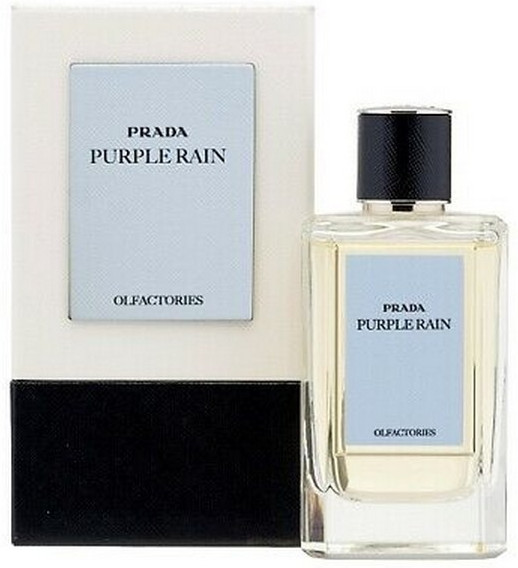 PRADA
PURPLE RAIN
OLFACTORIES
PRADA
PURPLE RAIN
OLFACTORIES